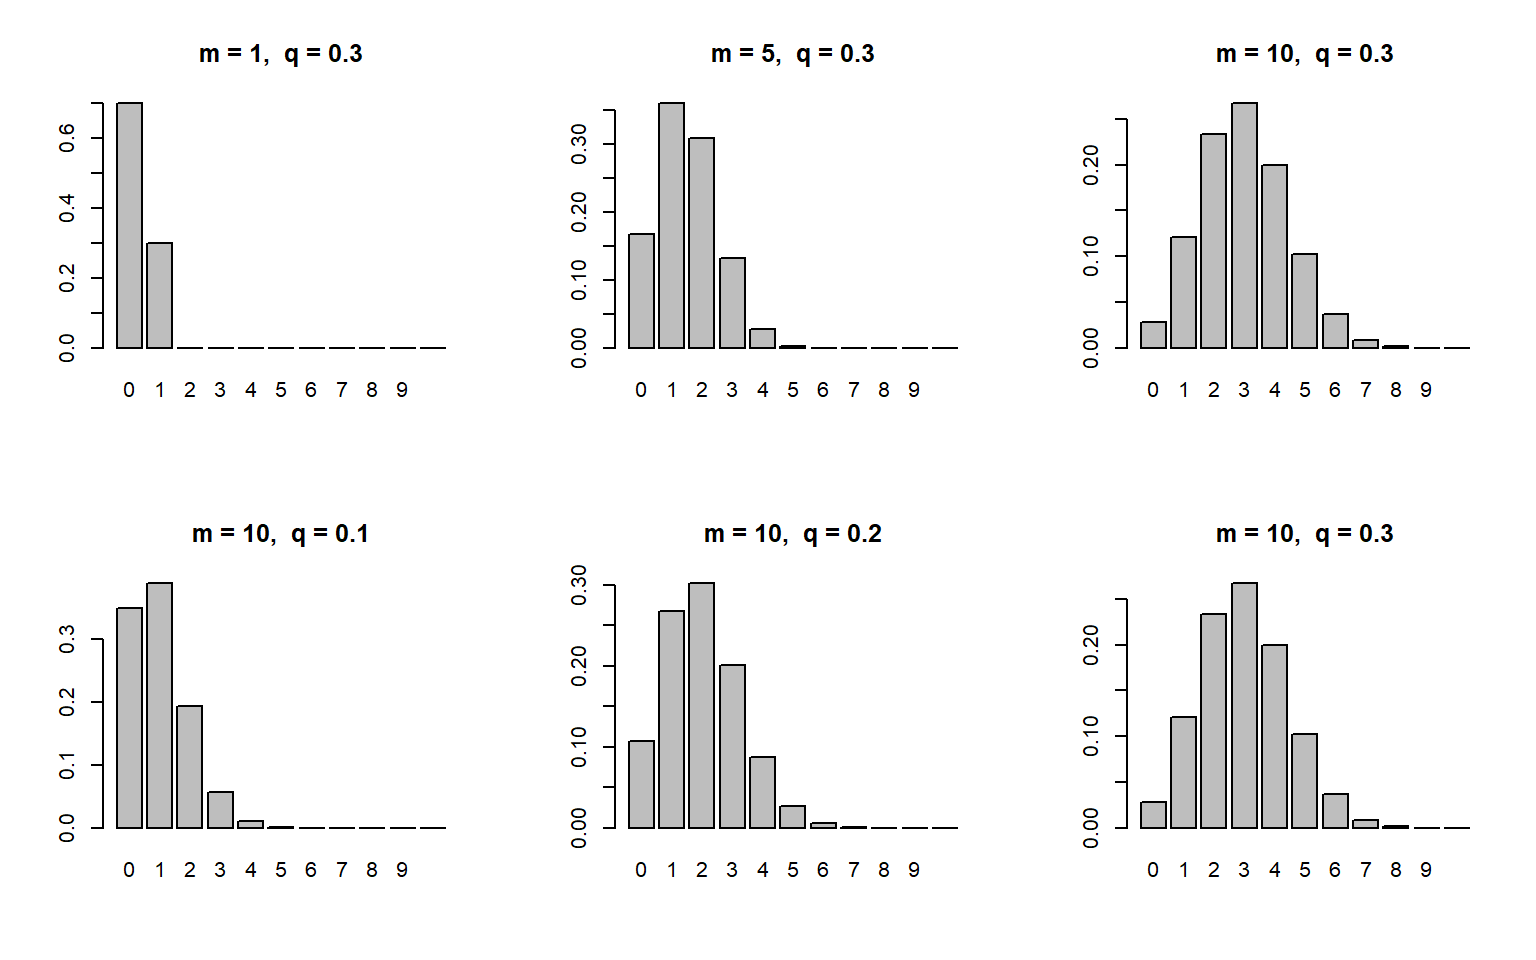 m = 1,  q = 0.3
0.0 0.2 0.4 0.6
0 1 2 3 4 5 6 7 8 9
m = 5,  q = 0.3
0.00 0.10 0.20 0.30
0 1 2 3 4 5 6 7 8 9
m = 10,  q = 0.3
0.00 0.10 0.20
0 1 2 3 4 5 6 7 8 9
m = 10,  q = 0.1
0.0 0.1 0.2 0.3
0 1 2 3 4 5 6 7 8 9
m = 10,  q = 0.2
0.00 0.10 0.20 0.30
0 1 2 3 4 5 6 7 8 9
m = 10,  q = 0.3
0.00 0.10 0.20
0 1 2 3 4 5 6 7 8 9